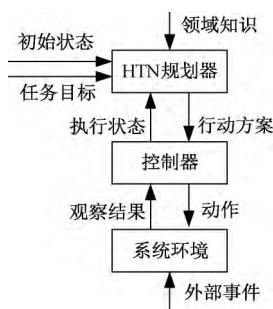 领域知识
初始状态
HTN规划器
任务目标
执行状态
行动方案
控制器
观察结果
动作
系统环境
外部事件